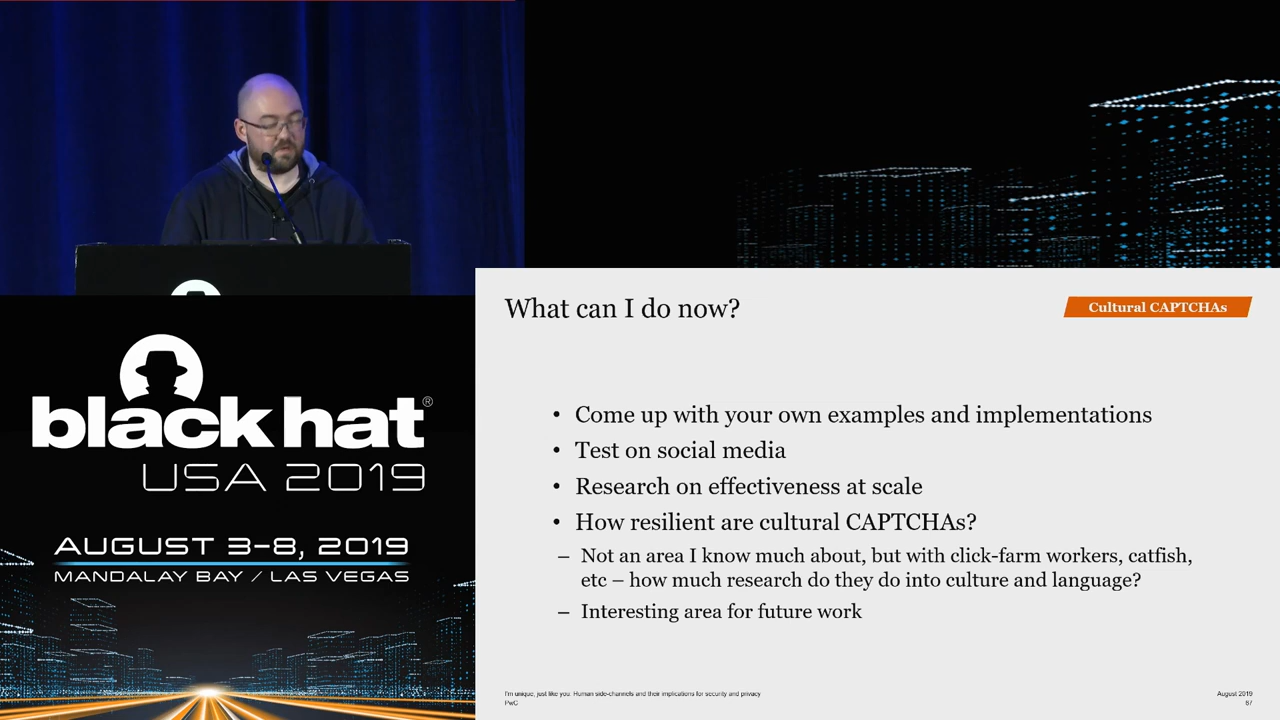 What can I do now?
Cultural CAPTCHAs
• Come up with your own examples and implementations
• Test on social media
• Research on effectiveness at scale
• How resilient are cultural CAPTCHAs?
– Not an area I know much about, but with click-farm workers, catfish,
etc – how much research do they do into culture and language?
– Interesting area for future work
I'm unique, just like you: Human side-channels and their implications for security and privacy
PwC
August 2019
87
black hat®
USA 2019
AUGUST 3-8, 2019
MANDALAY BAY / LAS VEGAS